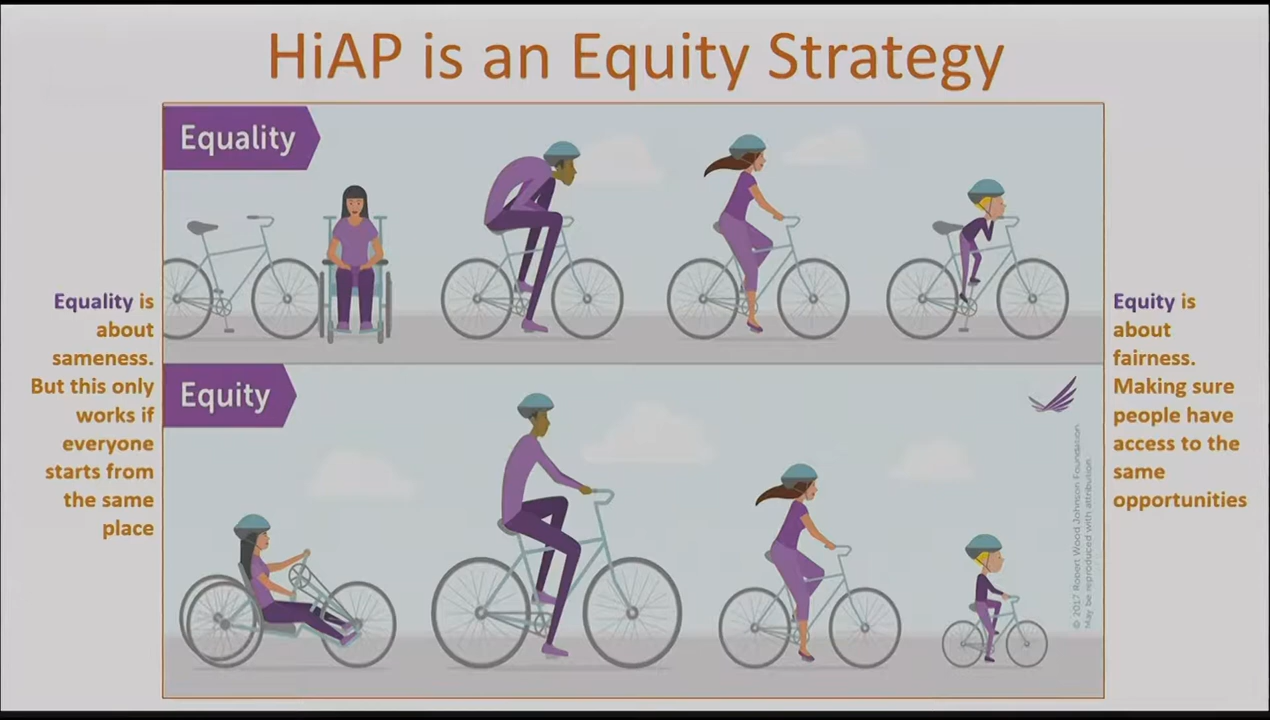 HiAP is an Equity Strategy
Equality
Equality is
about
sameness.
But this only
works if
everyone
starts from
the same
place
Equity
Equity is
about
fairness.
Making sure
people have
access to the
same
opportunities
© 2017 Robert Wood Johnson Foundation.
May be reproduced with attribution.